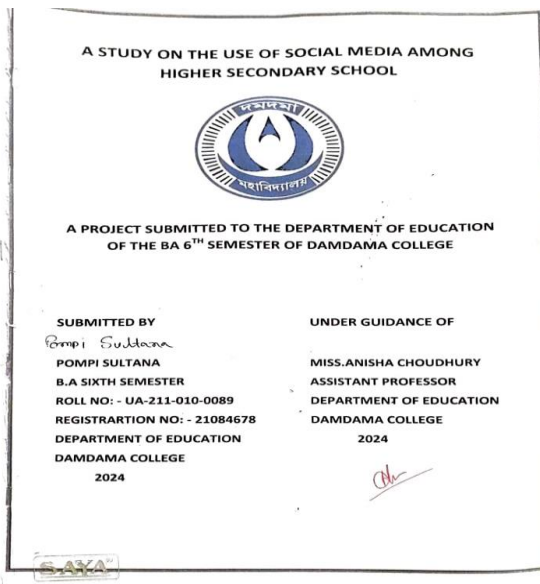 A STUDY ON THE USE OF SOCIAL MEDIA AMONG
HIGHER SECONDARY SCHOOL
দমদমা
মহাবিদ্যালয়
A PROJECT SUBMITTED TO THE DEPARTMENT OF EDUCATION
OF THE BA 6TH SEMESTER OF DAMDAMA COLLEGE
SUBMITTED BY
Pompi Sultana
POMPI SULTANA
B.A SIXTH SEMESTER
ROLL NO: - UA-211-010-0089
REGISTRARTION NO: - 21084678
DEPARTMENT OF EDUCATION
DAMDAMA COLLEGE
2024
UNDER GUIDANCE OF
MISS.ANISHA CHOUDHURY
ASSISTANT PROFESSOR
DEPARTMENT OF EDUCATION
DAMDAMA COLLEGE
2024
SAYA